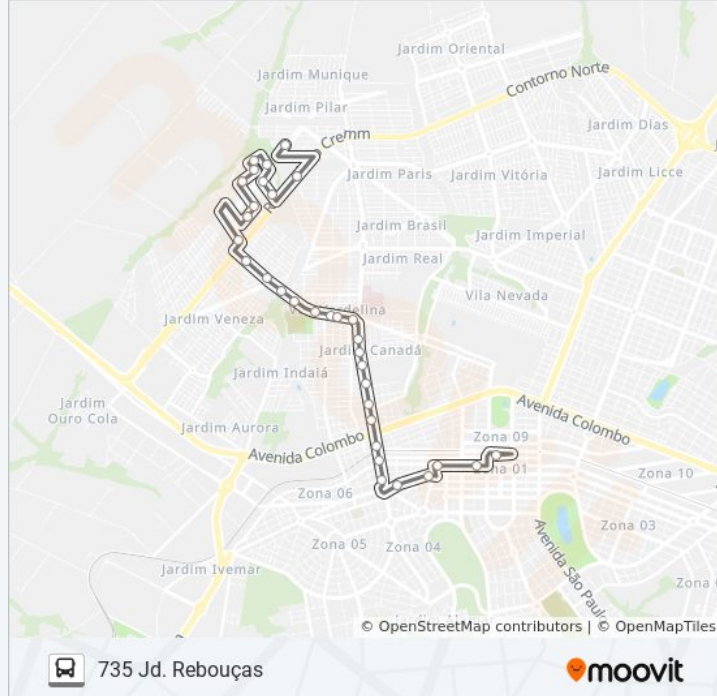 Jardim Oriental
Jardim Munique
Contorno Norte
Jardim Pilar
Jardim Dias
Cremm
Jardim Paris
Jardim Vitória
Jardim Licce
Jardim Brasil
Jardim Imperial
Jardim Real
Vila Nevada
Jardim Veneza
Jardim Canadá
Jardim Indaiá
Jardim
Ouro Cola
Avenida Colombo
Jardim Aurora
Avenida Colombo
Zona 09
Zona 01
Zona 10
Zona 06
Zona 03
Zona 05
Zona 04
Avenida São Paulo
Jardim Ivemar
Zona
© OpenStreetMap contributors | © OpenMapTiles
735 Jd. Rebouças
moovit